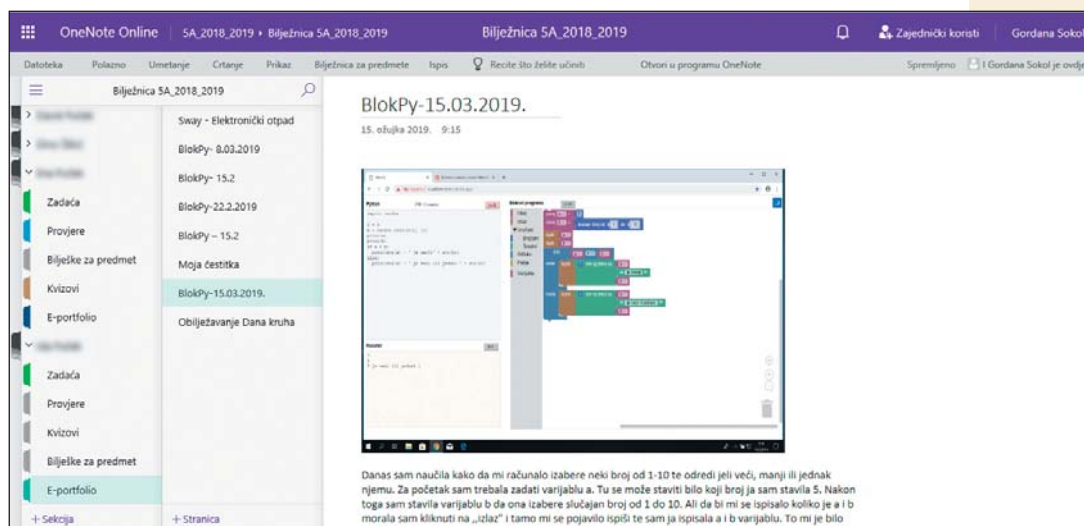 OneNote Online
5A_2018_2019 › Bilježnica 5A_2018_2019
Bilježnica 5A_2018_2019
Zajednički koristi
Gordana Sokol
Datoteka Polazno Umetanje Crtanje Prikaz Bilježnica za predmete Ispis Recite što želite učiniti Otvori u programu OneNote Spremljeno I Gordana Sokol je ovdje
Bilježnica 5A_2018_2019
Zadaća
Provjere
Bilješke za predmet
Kvizovi
E-portfolio
Zadaća
Provjere
Kvizovi
Bilješke za predmet
E-portfolio
+ Sekcija
Sway - Elektronički otpad
BlokPy- 8.03.2019
BlokPy- 15.2
BlokPy-22.2.2019
BlokPy – 15.2
Moja čestitka
BlokPy-15.03.2019.
Obilježavanje Dana kruha
+ Stranica
BlokPy-15.03.2019.
15. ožujka 2019. 9:15
Danas sam naučila kako da mi računalo izabere neki broj od 1-10 te odredi jeli veći, manji ili jednak
njemu. Za početak sam trebala zadati varijablu a. Tu se može staviti bilo koji broj ja sam stavila 5. Nakon
toga sam stavila varijablu b da ona izabere slučajan broj od 1 do 10. Ali da bi mi se ispisalo koliko je a i b
morala sam kliknuti na „izlaz" i tamo mi se pojavilo ispiši te sam ja ispisala a i b varijablu. To mi je bilo